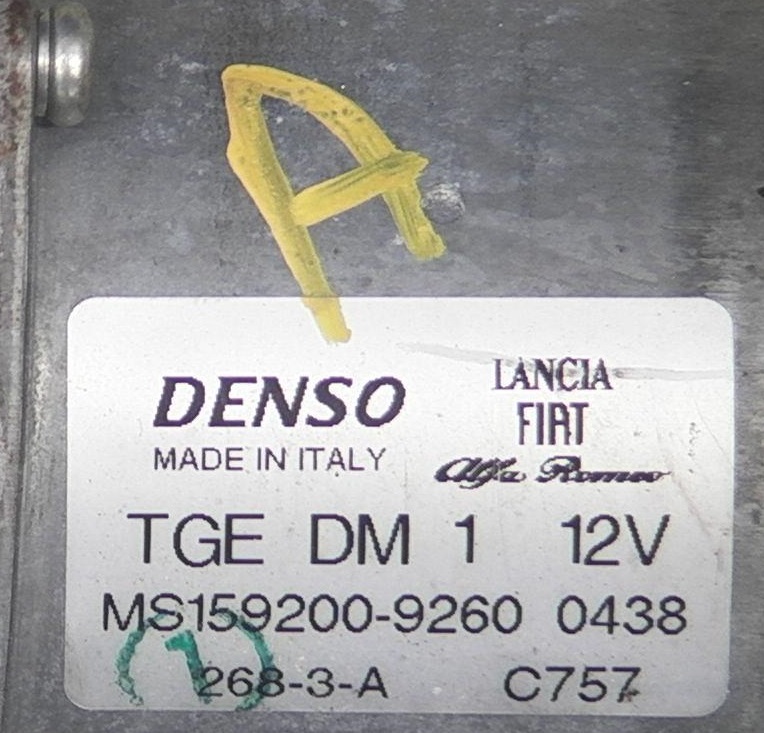 A
DENSO
MADE IN ITALY
LANCIA
FIAT
Alfa Romeo
TGE DM 1 12V
MS159200-9260 0438
(1)
268-3-A C757